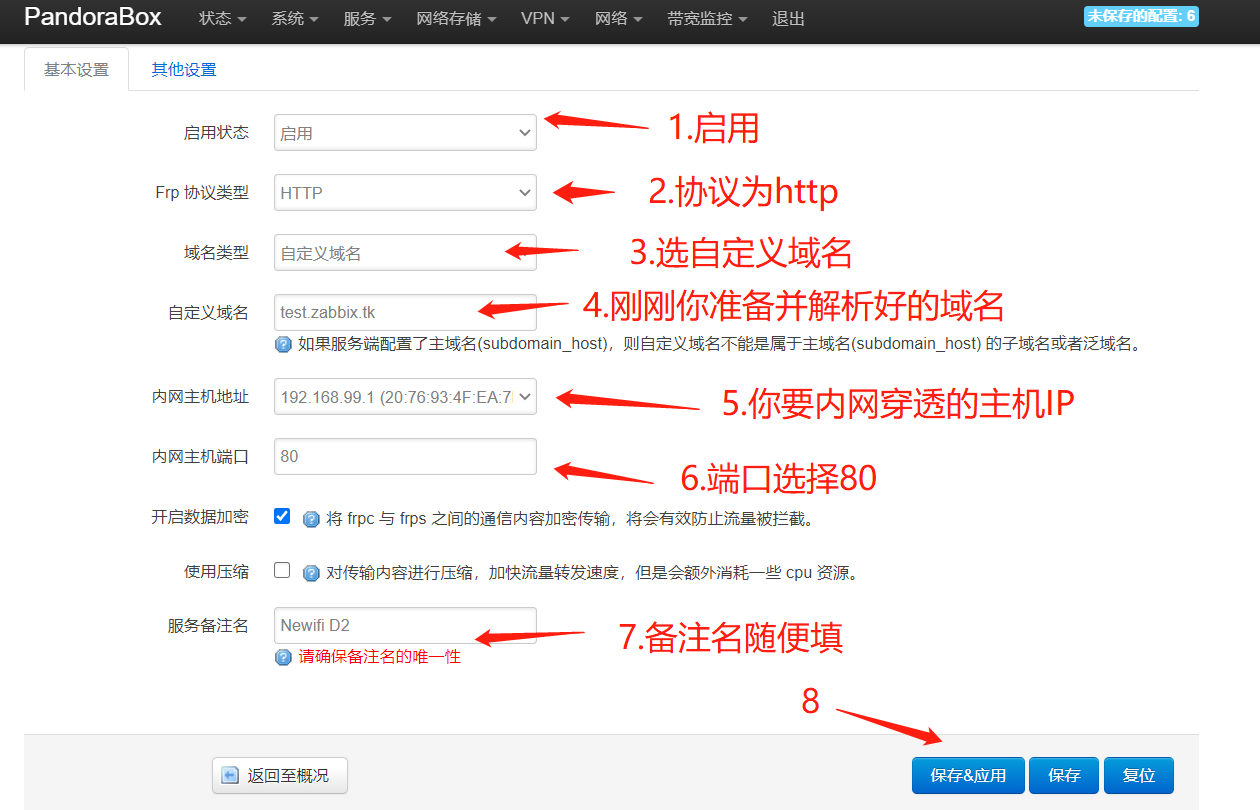 PandoraBox 状态 系统 服务 网络存储 VPN 网络 带宽监控 退出 未保存的配置: 6
基本设置 其他设置
启用状态 启用 1.启用
Frp 协议类型 HTTP 2.协议为http
域名类型 自定义域名 3.选自定义域名
自定义域名 test.zabbix.tk 4.刚刚你准备并解析好的域名
如果服务端配置了主域名(subdomain_host)，则自定义域名不能是属于主域名(subdomain_host) 的子域名或者泛域名。
内网主机地址 192.168.99.1 (20:76:93:4F:EA:7 5.你要内网穿透的主机IP
内网主机端口 80 6.端口选择80
开启数据加密 将 frpc 与 frps 之间的通信内容加密传输，将会有效防止流量被拦截。
使用压缩 对传输内容进行压缩，加快流量转发速度，但是会额外消耗一些 cpu 资源。
服务备注名 Newifi D2 7.备注名随便填
请确保备注名的唯一性
8
返回至概况 保存&应用 保存 复位